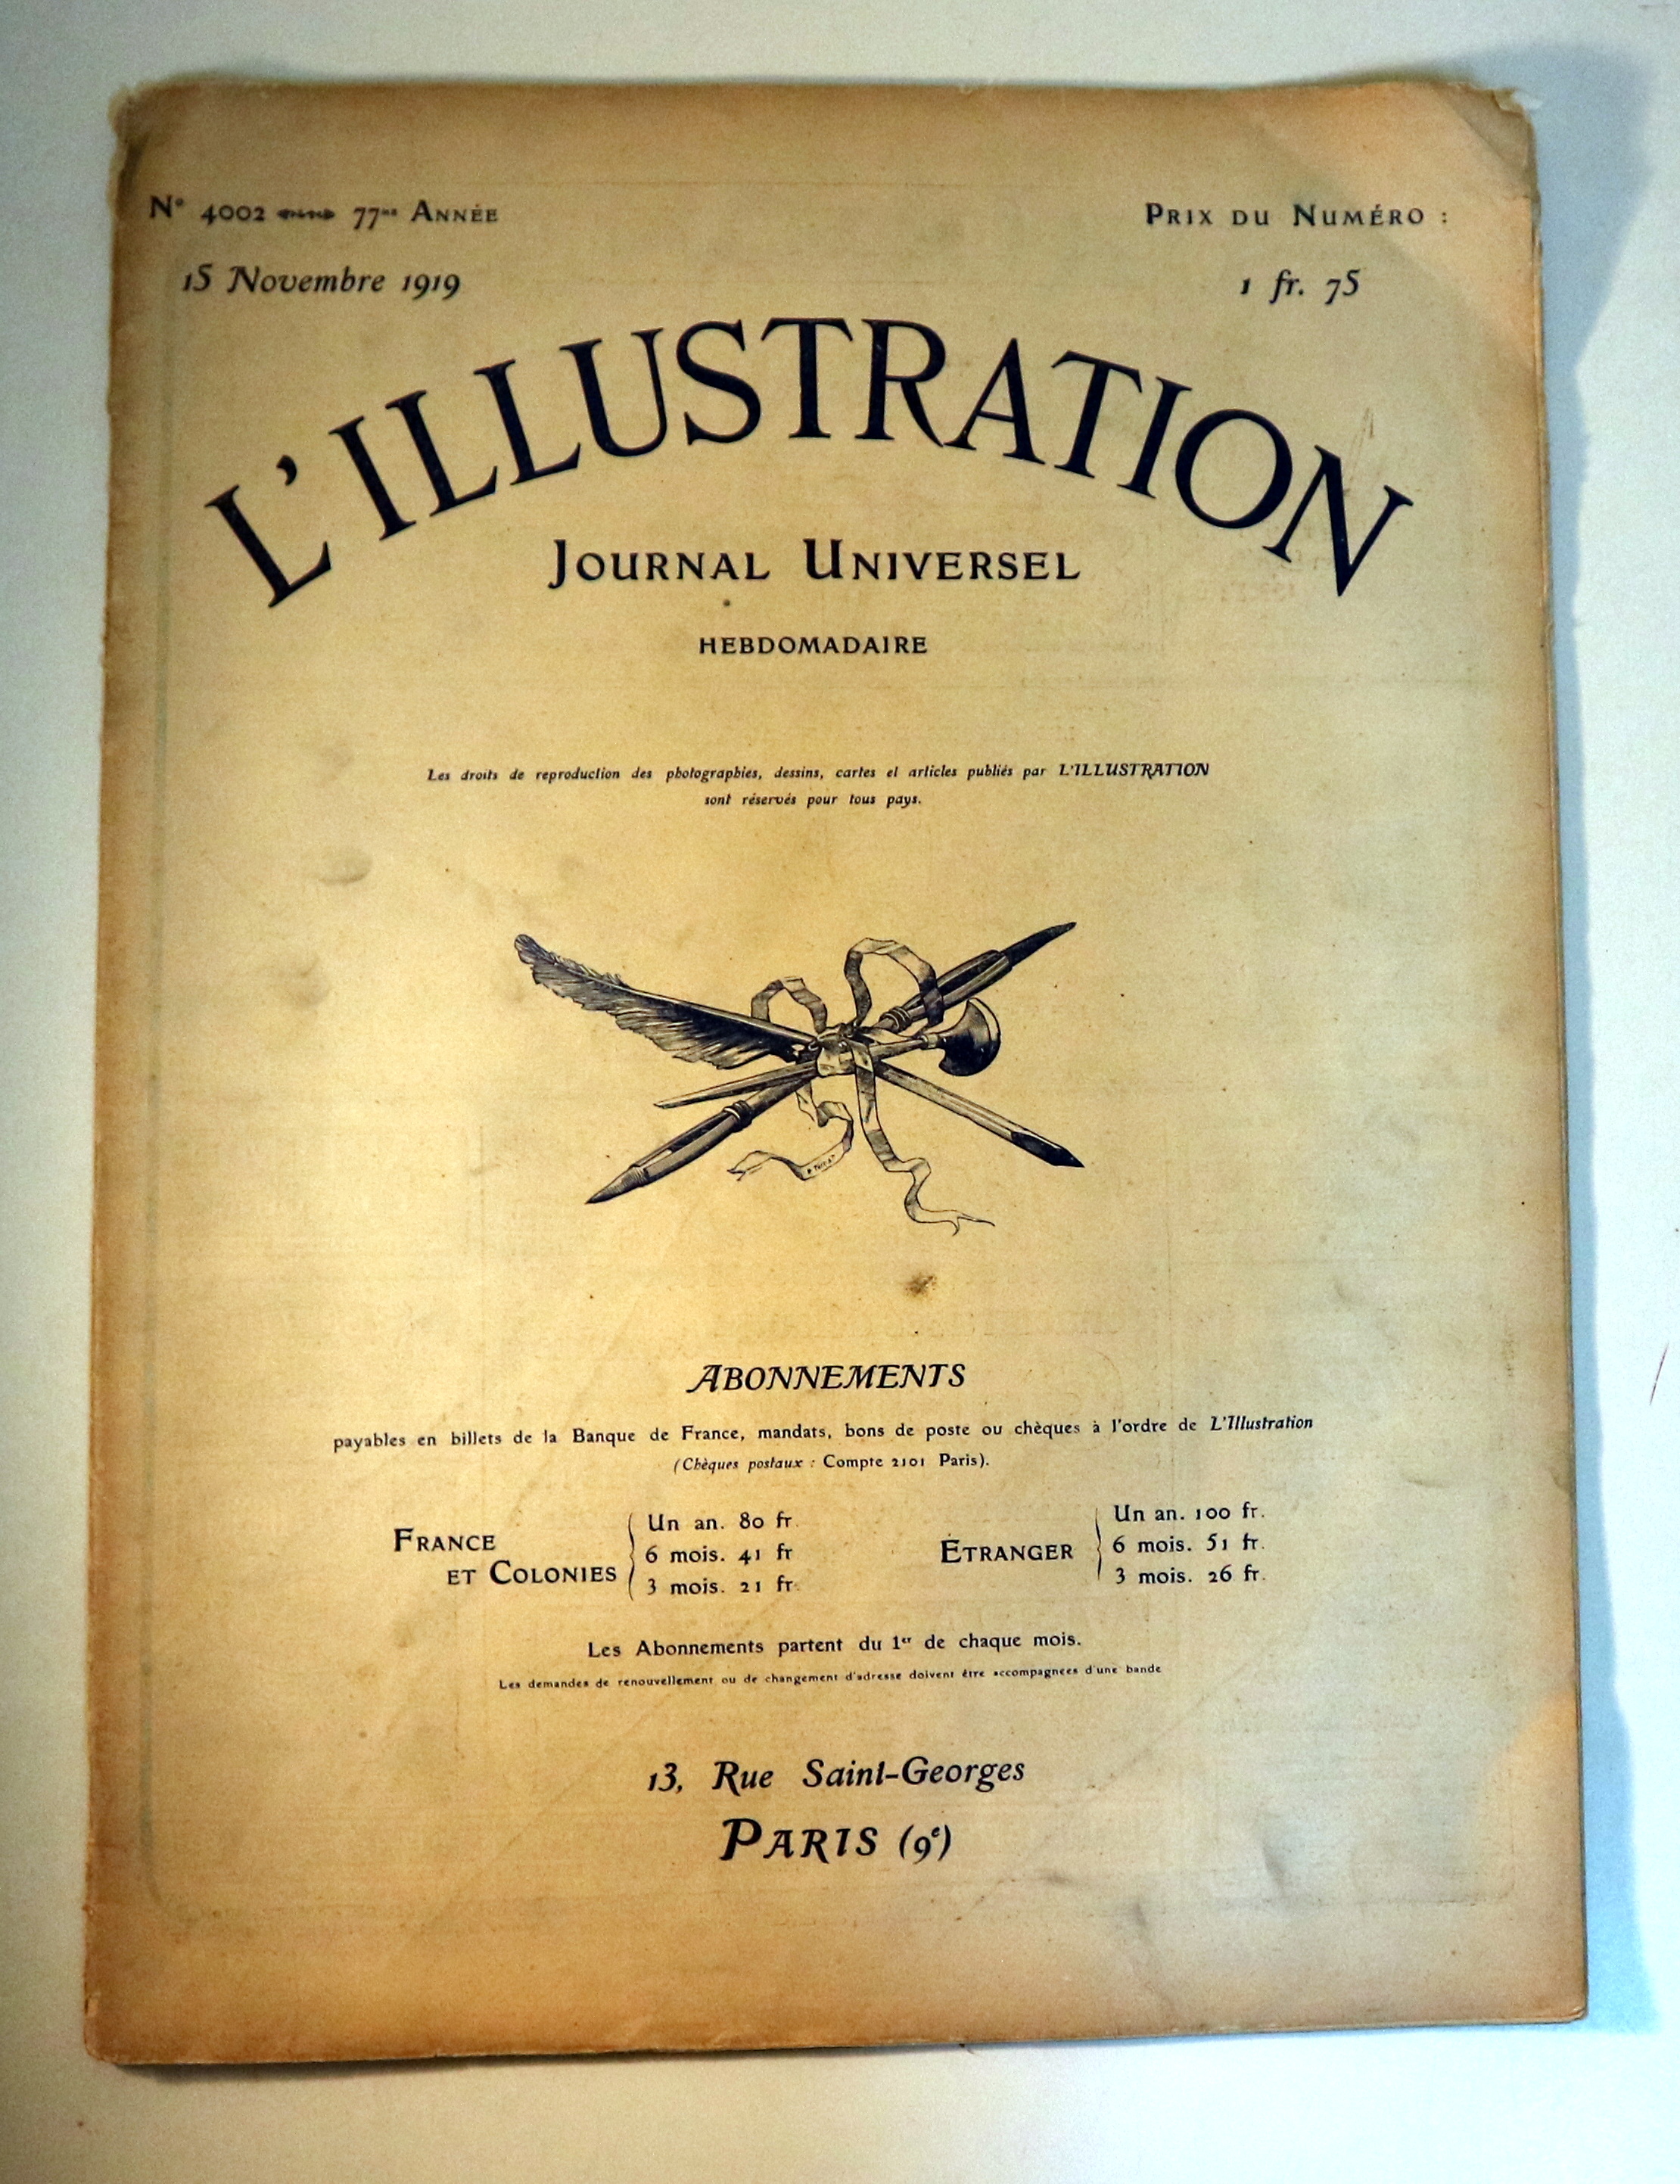 N° 4002 77me ANNÉE
15 Novembre 1919
PRIX DU NUMÉRO :
1 fr. 75
L'ILLUSTRATION
JOURNAL UNIVERSEL
HEBDOMADAIRE
Les droits de reproduction des photographies, dessins, cartes et articles publiés par L'ILLUSTRATION
sont réservés pour tous pays.
ABONNEMENTS
payables en billets de la Banque de France, mandats, bons de poste ou chèques à l'ordre de L'Illustration
(Chèques postaux : Compte 2101 Paris).
FRANCE
ET COLONIES
Un an. 80 fr.
6 mois. 41 fr
3 mois. 21 fr.
ÉTRANGER
Un an. 100 fr.
6 mois. 51 fr.
3 mois. 26 fr.
Les Abonnements partent du 1er de chaque mois.
Les demandes de renouvellement ou de changement d'adresse doivent être accompagnées d'une bande
13, Rue Saint-Georges
PARIS (9e)